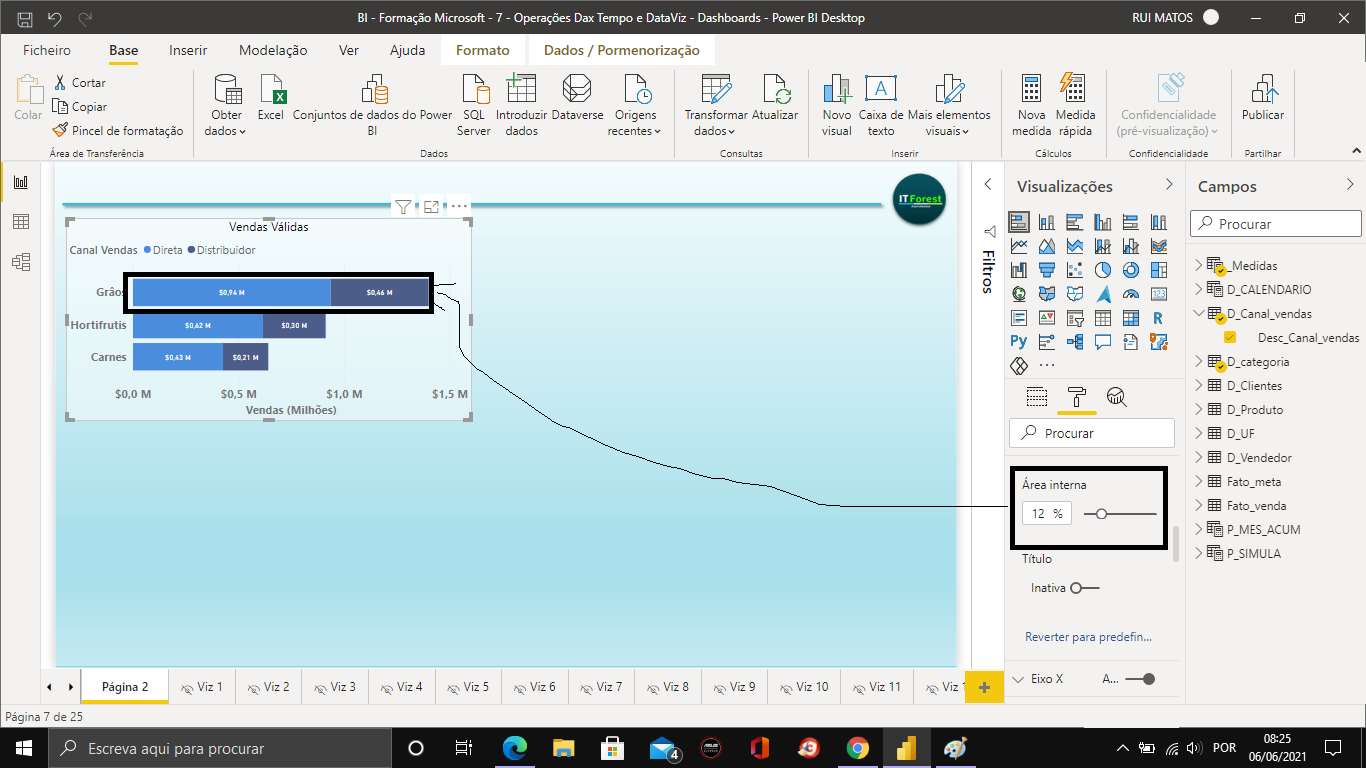 BI - Formação Microsoft - 7 - Operações Dax Tempo e DataViz - Dashboards - Power BI Desktop
RUI MATOS
Ficheiro Base Inserir Modelação Ver Ajuda Formato Dados / Pormenorização
Colar
Cortar
Copiar
Pincel de formatação
Área de Transferência
Obter dados
Excel
Conjuntos de dados do Power BI
SQL Server
Introduzir dados
Dataverse
Origens recentes
Dados
Transformar dados
Atualizar
Consultas
Novo visual
Caixa de texto
Mais elementos visuais
Inserir
Nova medida
Medida rápida
Cálculos
Confidencialidade (pré-visualização)
Confidencialidade
Publicar
Partilhar
ITForest
Vendas Válidas
Canal Vendas Direta Distribuidor
Grãos $0,94 M $0,46 M
Hortifrutis $0,62 M $0,30 M
Carnes $0,43 M $0,21 M
$0,0 M $0,5 M $1,0 M $1,5 M
Vendas (Milhões)
Filtros
Visualizações
R
Py
123
Procurar
Área interna
12 %
Título
Inativa
Reverter para predefin...
Eixo X A...
Campos
Procurar
_Medidas
D_CALENDARIO
D_Canal_vendas
Desc_Canal_vendas
D_categoria
D_Clientes
D_Produto
D_UF
D_Vendedor
Fato_meta
Fato_venda
P_MES_ACUM
P_SIMULA
Página 2 Viz 1 Viz 2 Viz 3 Viz 4 Viz 5 Viz 6 Viz 7 Viz 8 Viz 9 Viz 10 Viz 11 Viz
Página 7 de 25
Escreva aqui para procurar
4
POR
08:25
06/06/2021